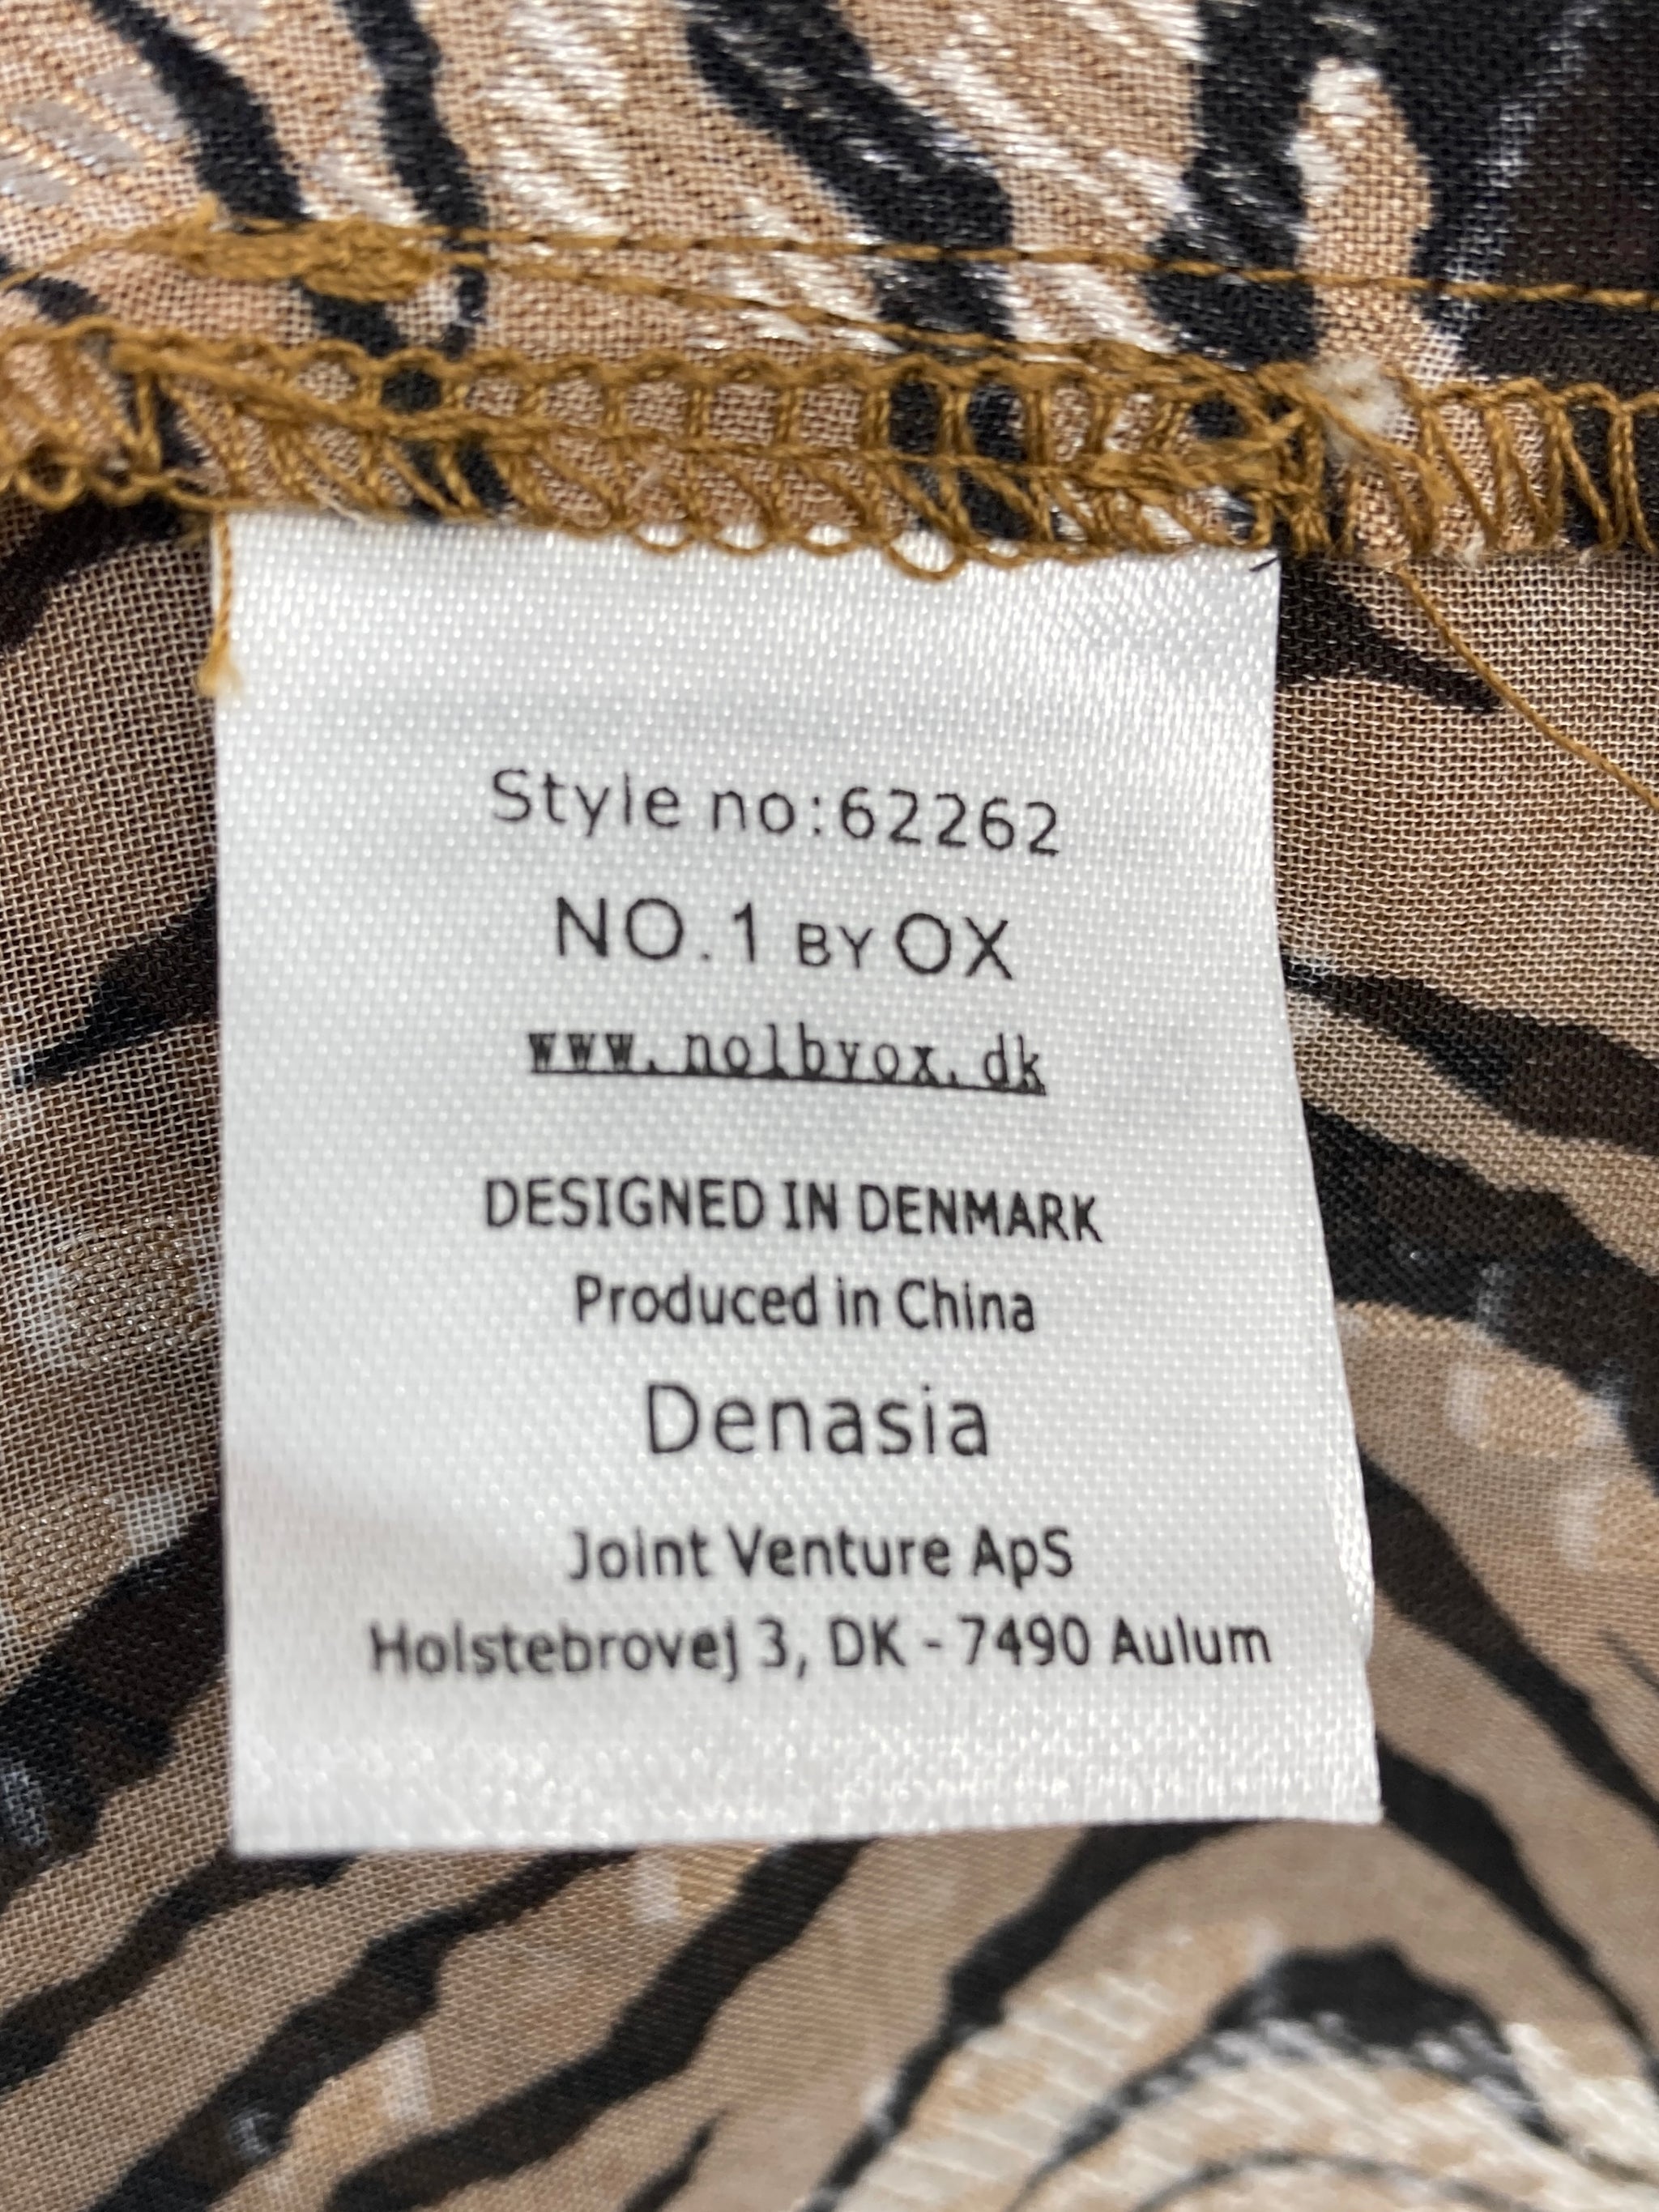 Style no:62262
NO.1 BY OX
www.no1byox.dk
DESIGNED IN DENMARK
Produced in China
Denasia
Joint Venture ApS
Holstebrovej 3, DK - 7490 Aulum